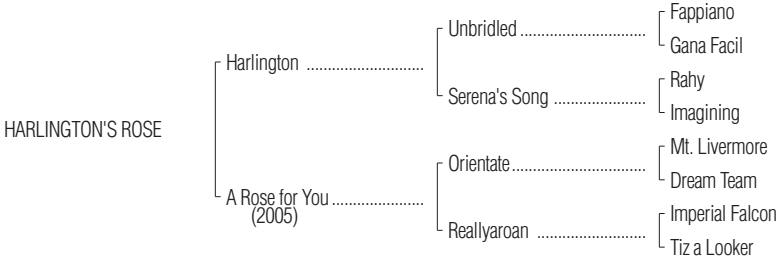 Fappiano
Unbridled
Gana Facil
Harlington
Rahy
Serena's Song
Imagining
HARLINGTON'S ROSE
Mt. Livermore
Orientate
Dream Team
A Rose for You
(2005)
Imperial Falcon
Reallyaroan
Tiz a Looker